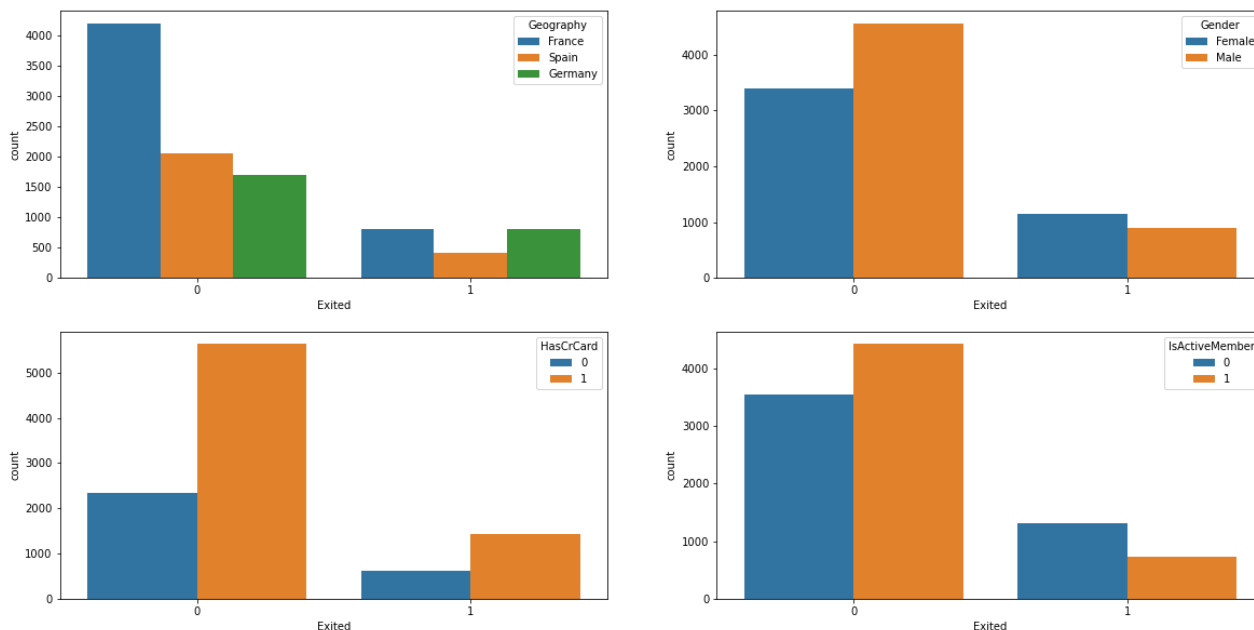 Geography
France
Spain
Germany
4000
3500
3000
2500
2000
1500
1000
500
0
count
0 1
Exited
Gender
Female
Male
4000
3000
2000
1000
0
count
0 1
Exited
HasCrCard
0
1
5000
4000
3000
2000
1000
0
count
0 1
Exited
IsActiveMember
0
1
4000
3000
2000
1000
0
count
0 1
Exited